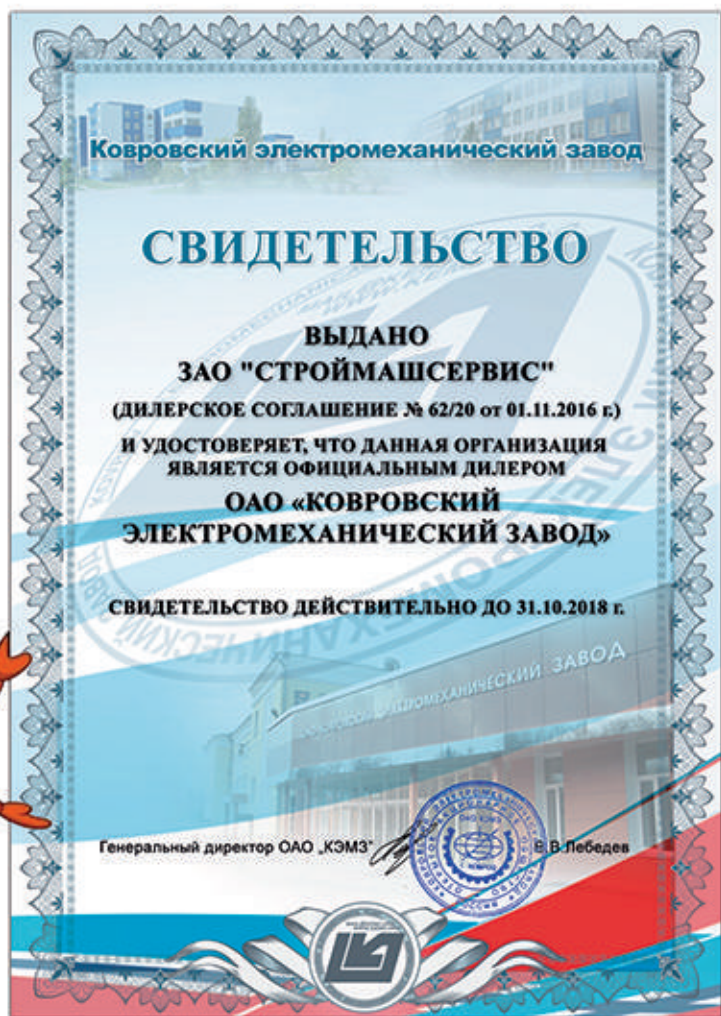 Ковровский электромеханический завод
СВИДЕТЕЛЬСТВО
ВЫДАНО
ЗАО "СТРОЙМАШСЕРВИС"
(ДИЛЕРСКОЕ СОГЛАШЕНИЕ № 62/20 от 01.11.2016 г.)
И УДОСТОВЕРЯЕТ, ЧТО ДАННАЯ ОРГАНИЗАЦИЯ
ЯВЛЯЕТСЯ ОФИЦИАЛЬНЫМ ДИЛЕРОМ
ОАО «КОВРОВСКИЙ
ЭЛЕКТРОМЕХАНИЧЕСКИЙ ЗАВОД»
СВИДЕТЕЛЬСТВО ДЕЙСТВИТЕЛЬНО ДО 31.10.2018 г.
ЭЛЕКТРОМЕХАНИЧЕСКИЙ ЗАВОД
Генеральный директор ОАО „КЭМЗ" В.В.Лебедев